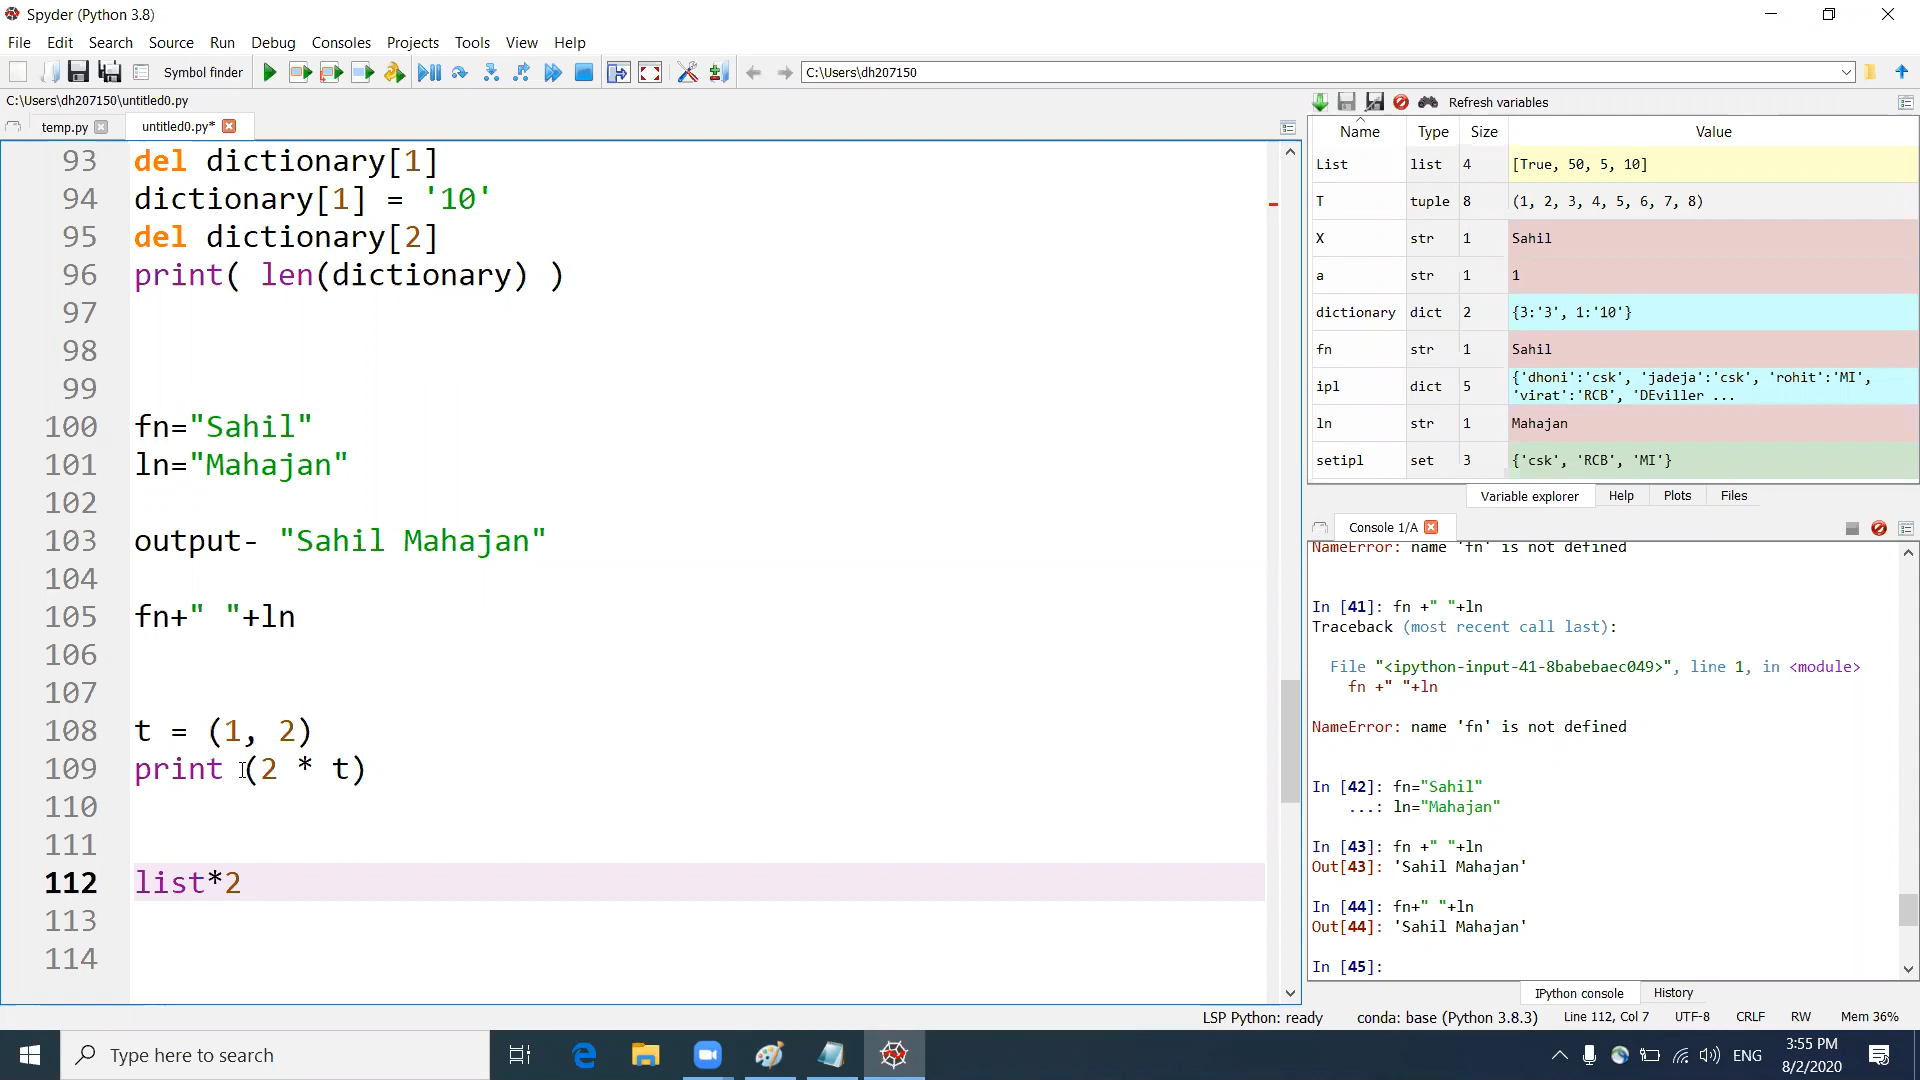 Spyder (Python 3.8)
File Edit Search Source Run Debug Consoles Projects Tools View Help
Symbol finder
C:\Users\dh207150
C:\Users\dh207150\untitled0.py
temp.py
untitled0.py*
93 del dictionary[1]
94 dictionary[1] = '10'
95 del dictionary[2]
96 print( len(dictionary) )
97
98
99
100 fn="Sahil"
101 ln="Mahajan"
102
103 output- "Sahil Mahajan"
104
105 fn+" "+ln
106
107
108 t = (1, 2)
109 print (2 * t)
110
111
112 list*2
113
114
Refresh variables
Name Type Size Value
List list 4 [True, 50, 5, 10]
T tuple 8 (1, 2, 3, 4, 5, 6, 7, 8)
X str 1 Sahil
a str 1 1
dictionary dict 2 {3:'3', 1:'10'}
fn str 1 Sahil
ipl dict 5 {'dhoni':'csk', 'jadeja':'csk', 'rohit':'MI',
'virat':'RCB', 'DEviller ...
ln str 1 Mahajan
setipl set 3 {'csk', 'RCB', 'MI'}
Variable explorer Help Plots Files
Console 1/A
NameError: name 'fn' is not defined
In [41]: fn +" "+ln
Traceback (most recent call last):
File "<ipython-input-41-8babebaec049>", line 1, in <module>
fn +" "+ln
NameError: name 'fn' is not defined
In [42]: fn="Sahil"
...: ln="Mahajan"
In [43]: fn +" "+ln
Out[43]: 'Sahil Mahajan'
In [44]: fn+" "+ln
Out[44]: 'Sahil Mahajan'
In [45]:
IPython console History
LSP Python: ready conda: base (Python 3.8.3) Line 112, Col 7 UTF-8 CRLF RW Mem 36%
Type here to search
ENG
3:55 PM
8/2/2020